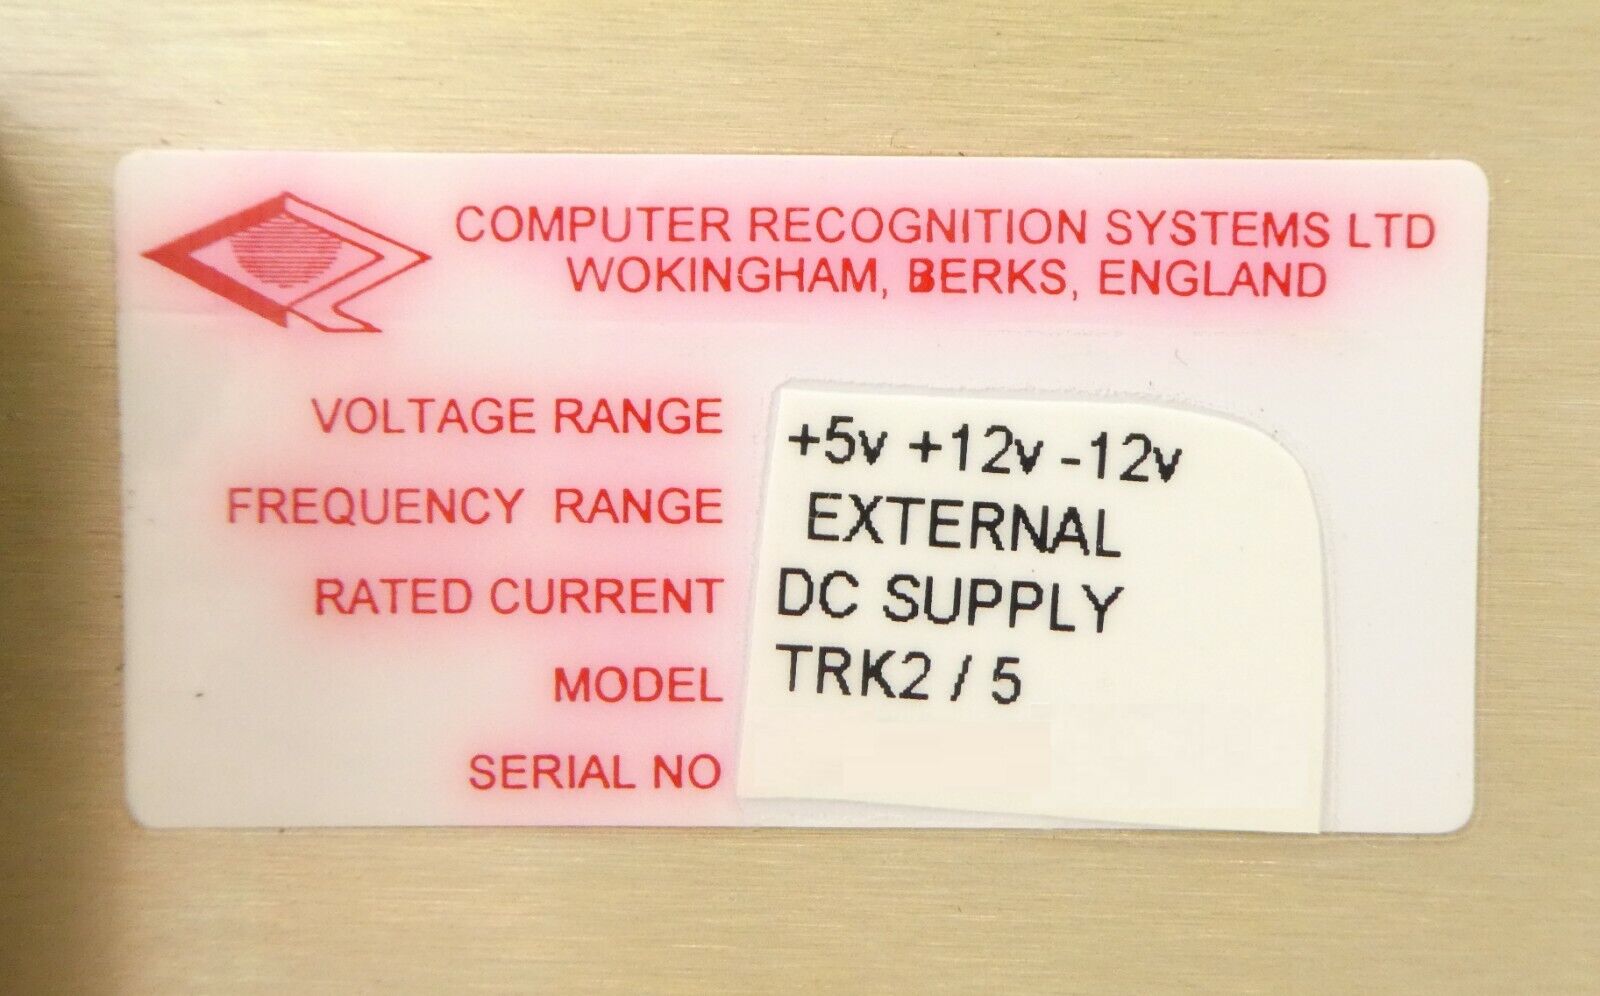 COMPUTER RECOGNITION SYSTEMS LTD
WOKINGHAM, BERKS, ENGLAND
VOLTAGE RANGE +5v +12v -12v
FREQUENCY RANGE EXTERNAL
RATED CURRENT DC SUPPLY
MODEL TRK2 / 5
SERIAL NO